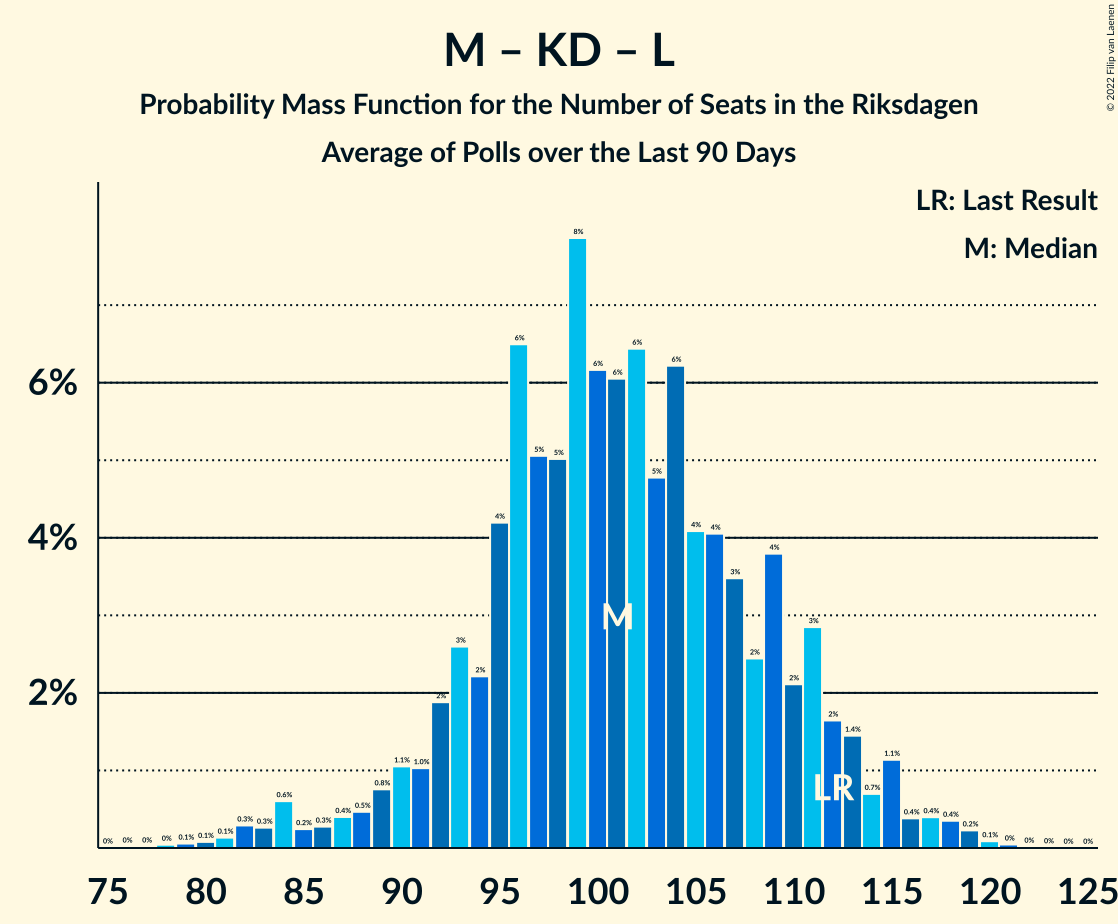 M – KD – L
Probability Mass Function for the Number of Seats in the Riksdagen
Average of Polls over the Last 90 Days
© 2022 Filip van Laenen
LR: Last Result
M: Median
6%
4%
2%
0% 0% 0% 0% 0.1% 0.1% 0.1% 0.3% 0.3% 0.6% 0.2% 0.3% 0.4% 0.5% 0.8% 1.1% 1.0% 2% 3% 2% 4% 6% 5% 5% 8% 6% 6% 6% 5% 6% 4% 4% 3% 2% 4% 2% 3% 2% 1.4% 0.7% 1.1% 0.4% 0.4% 0.4% 0.2% 0.1% 0% 0% 0% 0% 0%
M
LR
75 80 85 90 95 100 105 110 115 120 125